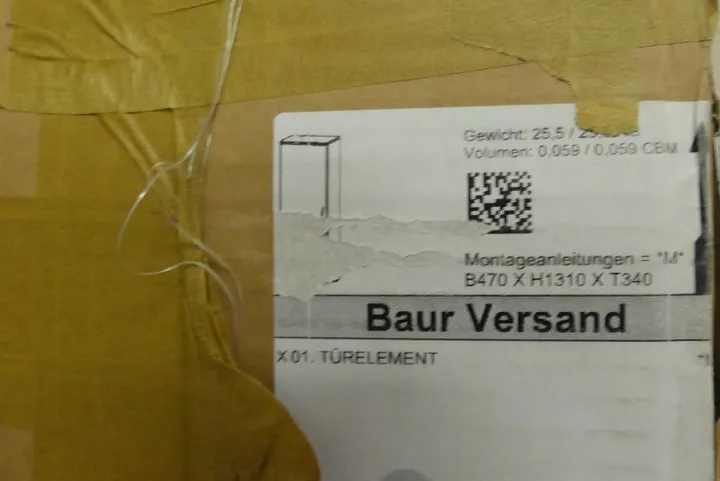 Gewicht: 25,5 /
Volumen: 0,059 / 0,059 CBM
Montageanleitungen = "M"
B470 X H1310 X T340
Baur Versand
X 01. TÜRELEMENT